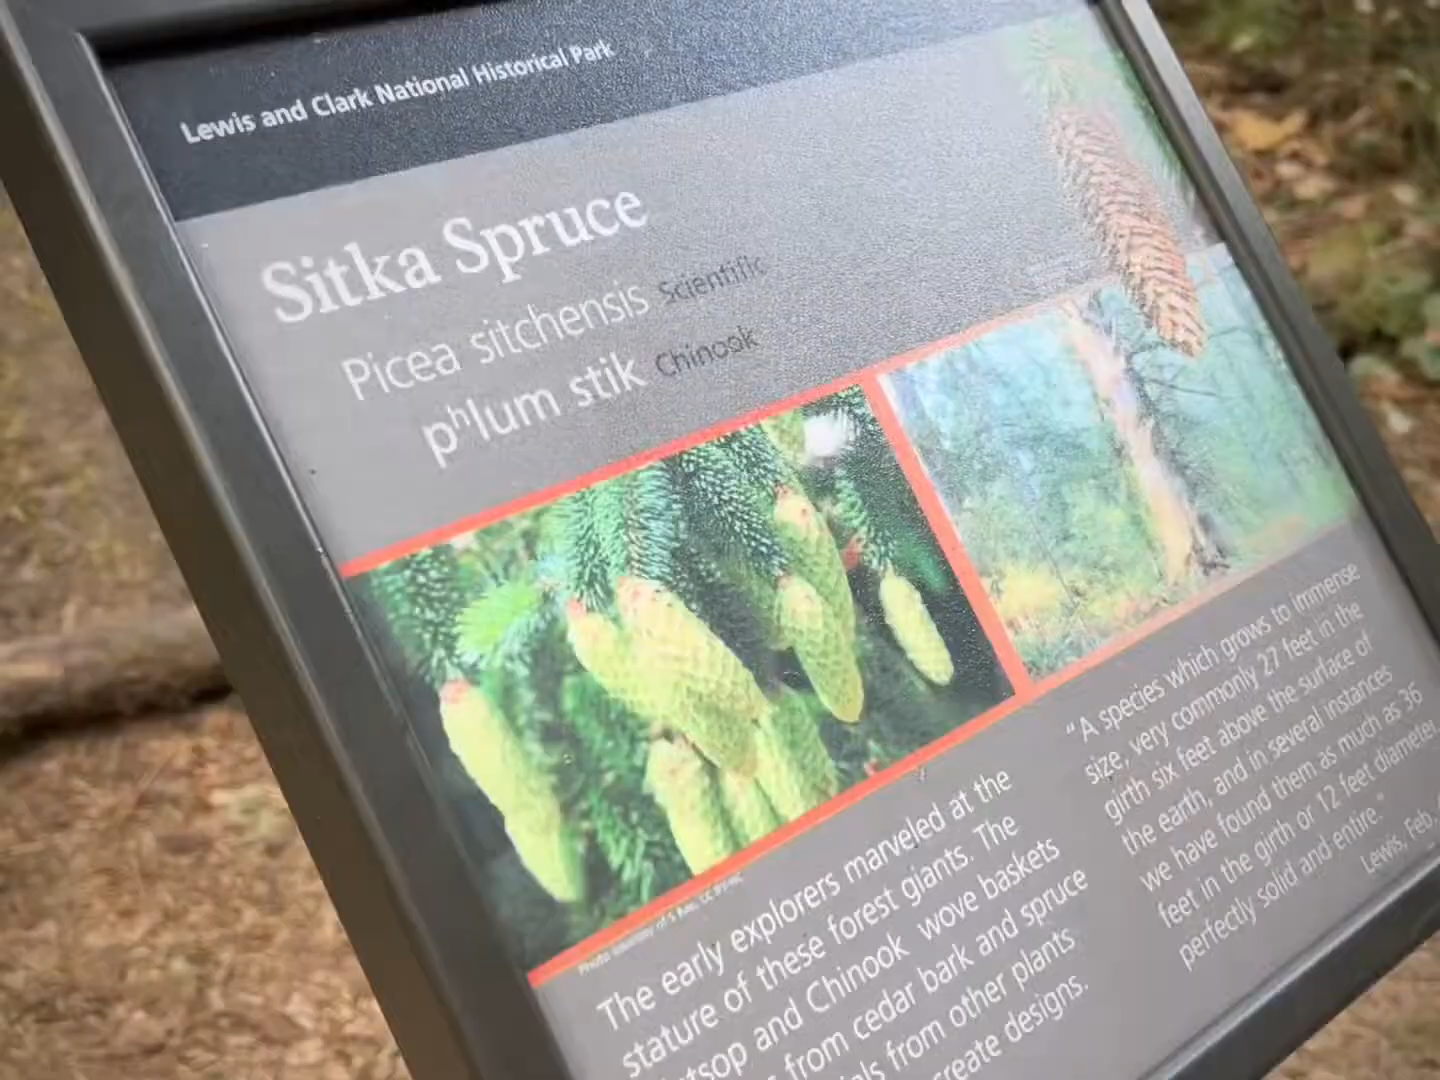 Lewis and Clark National Historical Park
Sitka Spruce
Picea sitchensis Scientific
pʰlum stik Chinook
"A species which grows to immense
size, very commonly 27 feet in the
girth six feet above the surface of
the earth, and in several instances
we have found them as much as 36
feet in the girth or 12 feet diameter
perfectly solid and entire."
Lewis, Feb.
Photo courtesy of
The early explorers marveled at the
stature of these forest giants. The
and Chinook wove baskets
from cedar bark and spruce
from other plants
create designs.